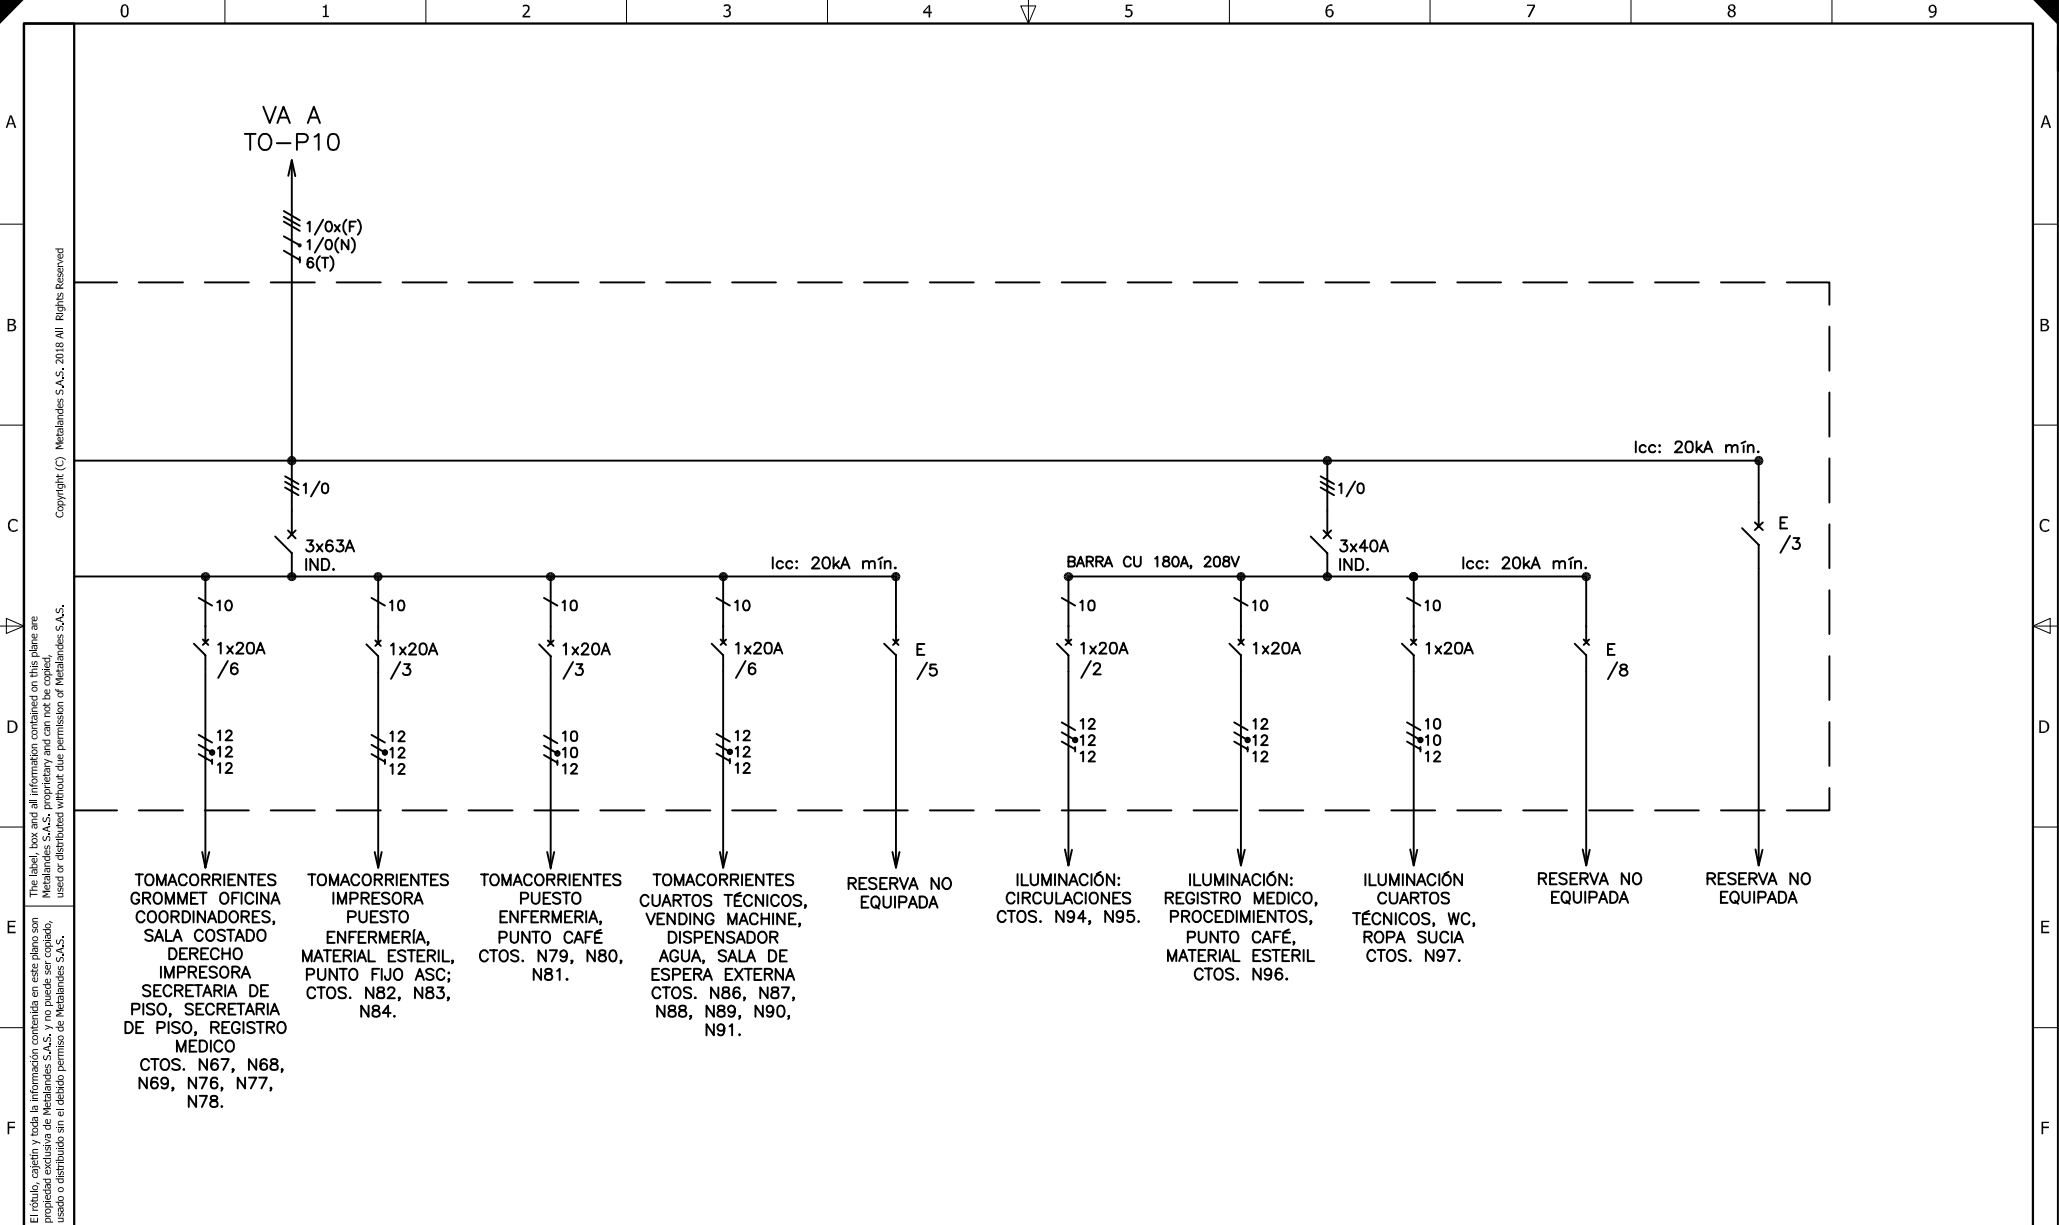 0 1 2 3 4 5 6 7 8 9
A
A
B
B
C
C
D
D
E
E
F
F
VA A
TO-P10
1/0x(F)
1/0(N)
6(T)
Icc: 20kA mín.
1/0
3x63A
IND.
1/0
3x40A
IND.
E
/3
Icc: 20kA mín.
BARRA CU 180A, 208V
Icc: 20kA mín.
10
1x20A
/6
12
12
12
10
1x20A
/3
12
12
12
10
1x20A
/3
10
10
12
10
1x20A
/6
12
12
12
E
/5
10
1x20A
/2
12
12
12
10
1x20A
12
12
12
10
1x20A
10
10
12
E
/8
TOMACORRIENTES
GROMMET OFICINA
COORDINADORES,
SALA COSTADO
DERECHO
IMPRESORA
SECRETARIA DE
PISO, SECRETARIA
DE PISO, REGISTRO
MEDICO
CTOS. N67, N68,
N69, N76, N77,
N78.
TOMACORRIENTES
IMPRESORA
PUESTO
ENFERMERÍA,
MATERIAL ESTERIL,
PUNTO FIJO ASC;
CTOS. N82, N83,
N84.
TOMACORRIENTES
PUESTO
ENFERMERIA,
PUNTO CAFÉ
CTOS. N79, N80,
N81.
TOMACORRIENTES
CUARTOS TÉCNICOS,
VENDING MACHINE,
DISPENSADOR
AGUA, SALA DE
ESPERA EXTERNA
CTOS. N86, N87,
N88, N89, N90,
N91.
RESERVA NO
EQUIPADA
ILUMINACIÓN:
CIRCULACIONES
CTOS. N94, N95.
ILUMINACIÓN:
REGISTRO MEDICO,
PROCEDIMIENTOS,
PUNTO CAFÉ,
MATERIAL ESTERIL
CTOS. N96.
ILUMINACIÓN
CUARTOS
TÉCNICOS, WC,
ROPA SUCIA
CTOS. N97.
RESERVA NO
EQUIPADA
RESERVA NO
EQUIPADA
Copyright (C) Metalandes S.A.S. 2018 All Rights Reserved
The label, box and all information contained on this plane are
Metalandes S.A.S. proprietary and can not be copied,
used or distributed without due permission of Metalandes S.A.S.
El rótulo, cajetín y toda la información contenida en este plano son
propiedad exclusiva de Metalandes S.A.S. y no puede ser copiado,
usado o distribuido sin el debido permiso de Metalandes S.A.S.